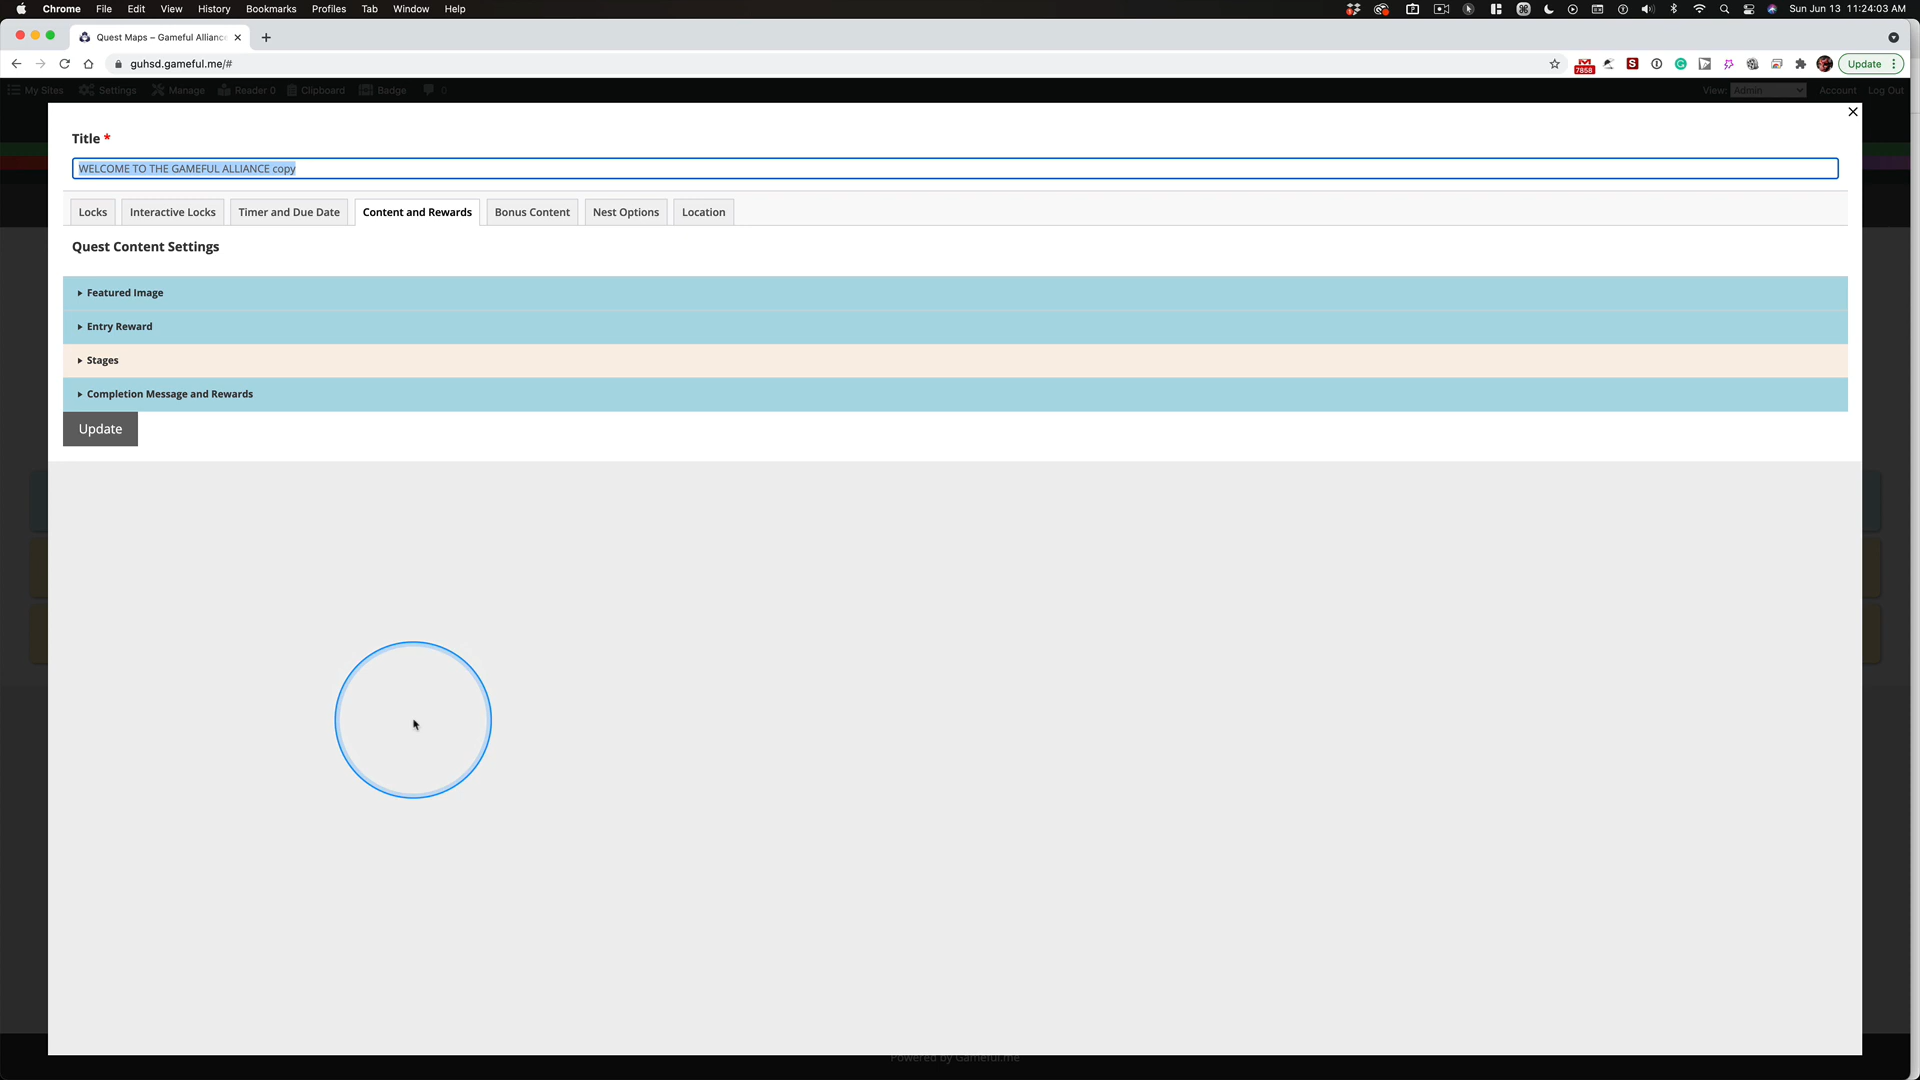 Chrome File Edit View History Bookmarks Profiles Tab Window Help Sun Jun 13 11:24:03 AM
Quest Maps – Gameful Alliance
guhsd.gameful.me/# 7858 Update
My Sites Settings Manage Reader 0 Clipboard Badge 0 View: Admin Account Log Out
Title *
WELCOME TO THE GAMEFUL ALLIANCE copy
Locks Interactive Locks Timer and Due Date Content and Rewards Bonus Content Nest Options Location
Quest Content Settings
Featured Image
Entry Reward
Stages
Completion Message and Rewards
Update
Powered by Gameful.me